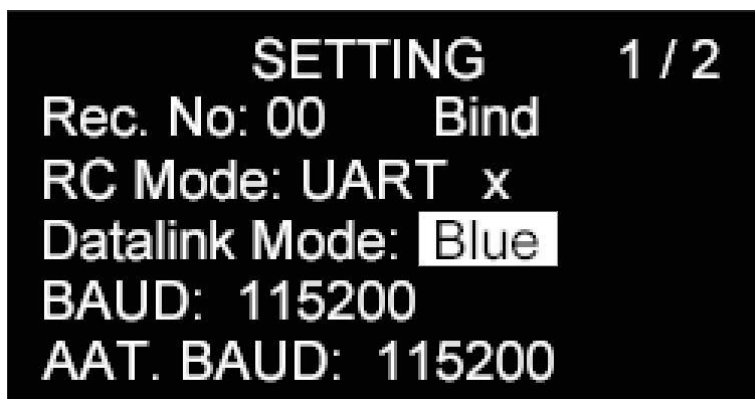 SETTING 1 / 2
Rec. No: 00 Bind
RC Mode: UART x
Datalink Mode: Blue
BAUD: 115200
AAT. BAUD: 115200